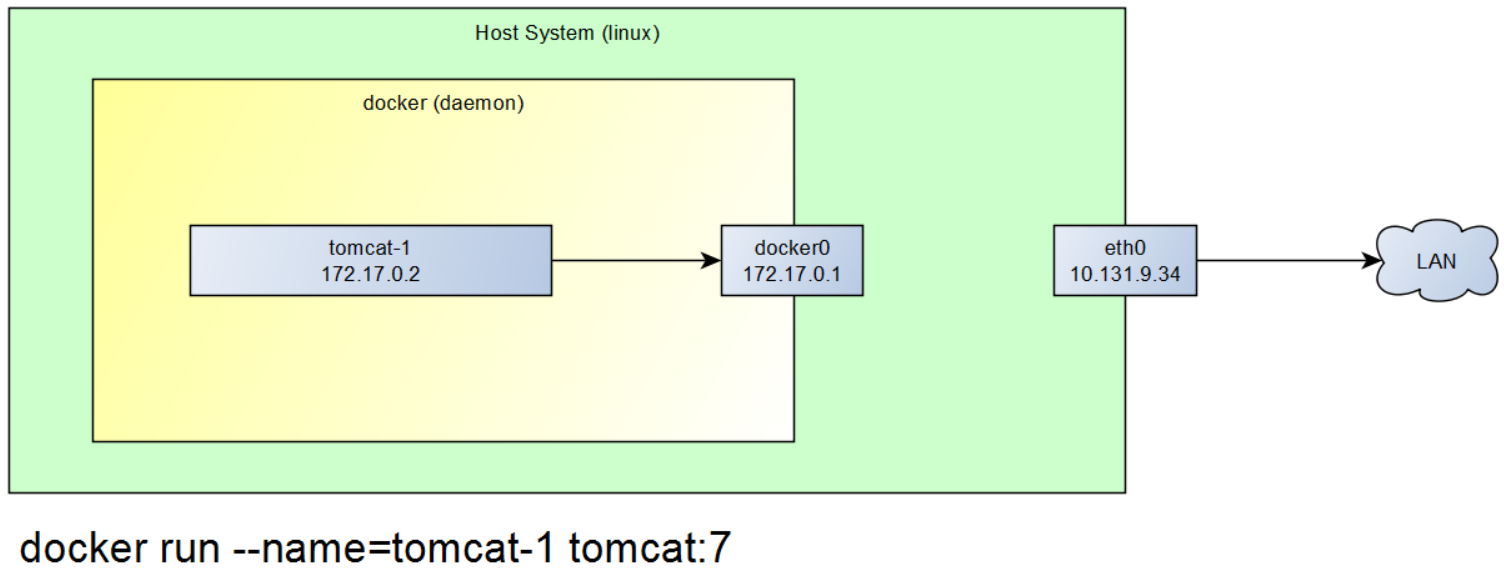 Host System (linux)
docker (daemon)
tomcat-1
172.17.0.2
docker0
172.17.0.1
eth0
10.131.9.34
LAN
docker run --name=tomcat-1 tomcat:7